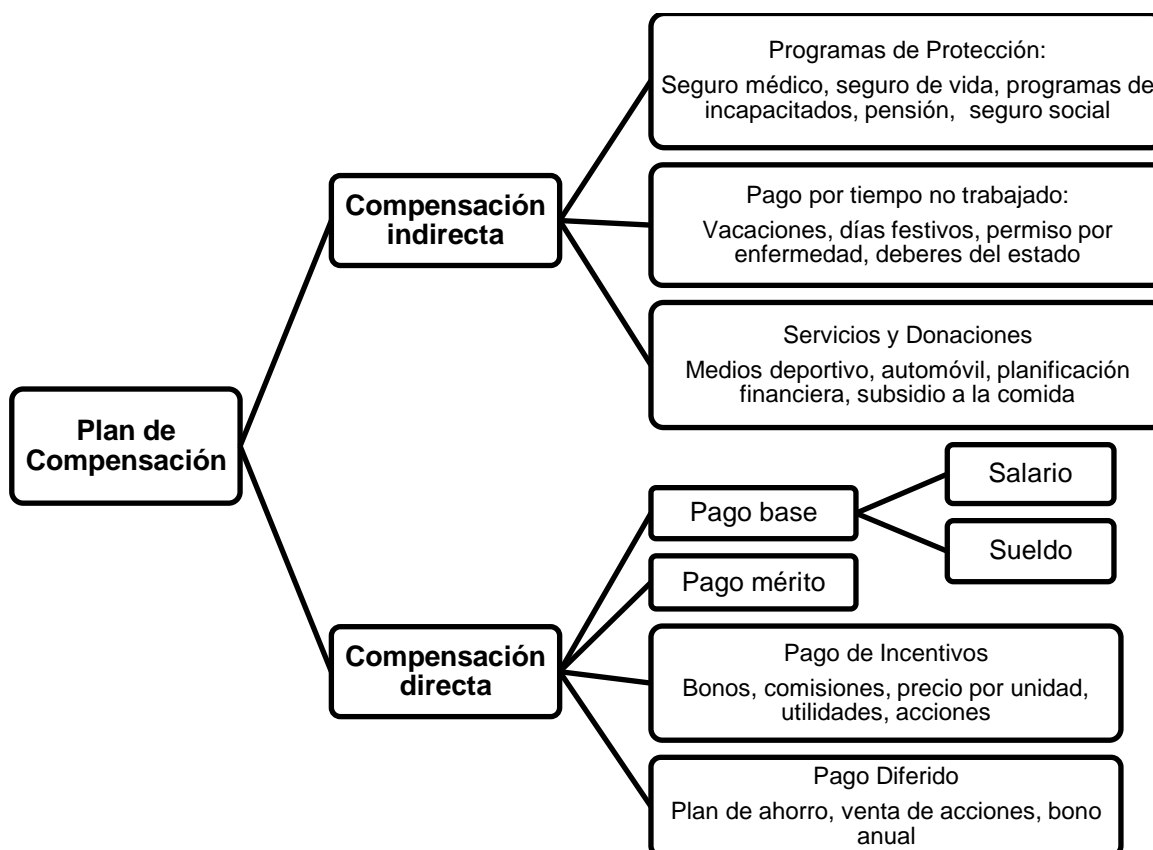 Programas de Protección:
Seguro médico, seguro de vida, programas de
incapacitados, pensión, seguro social
Compensación
indirecta
Pago por tiempo no trabajado:
Vacaciones, días festivos, permiso por
enfermedad, deberes del estado
Servicios y Donaciones
Medios deportivo, automóvil, planificación
financiera, subsidio a la comida
Plan de
Compensación
Pago base
Salario
Sueldo
Pago mérito
Compensación
directa
Pago de Incentivos
Bonos, comisiones, precio por unidad,
utilidades, acciones
Pago Diferido
Plan de ahorro, venta de acciones, bono
anual